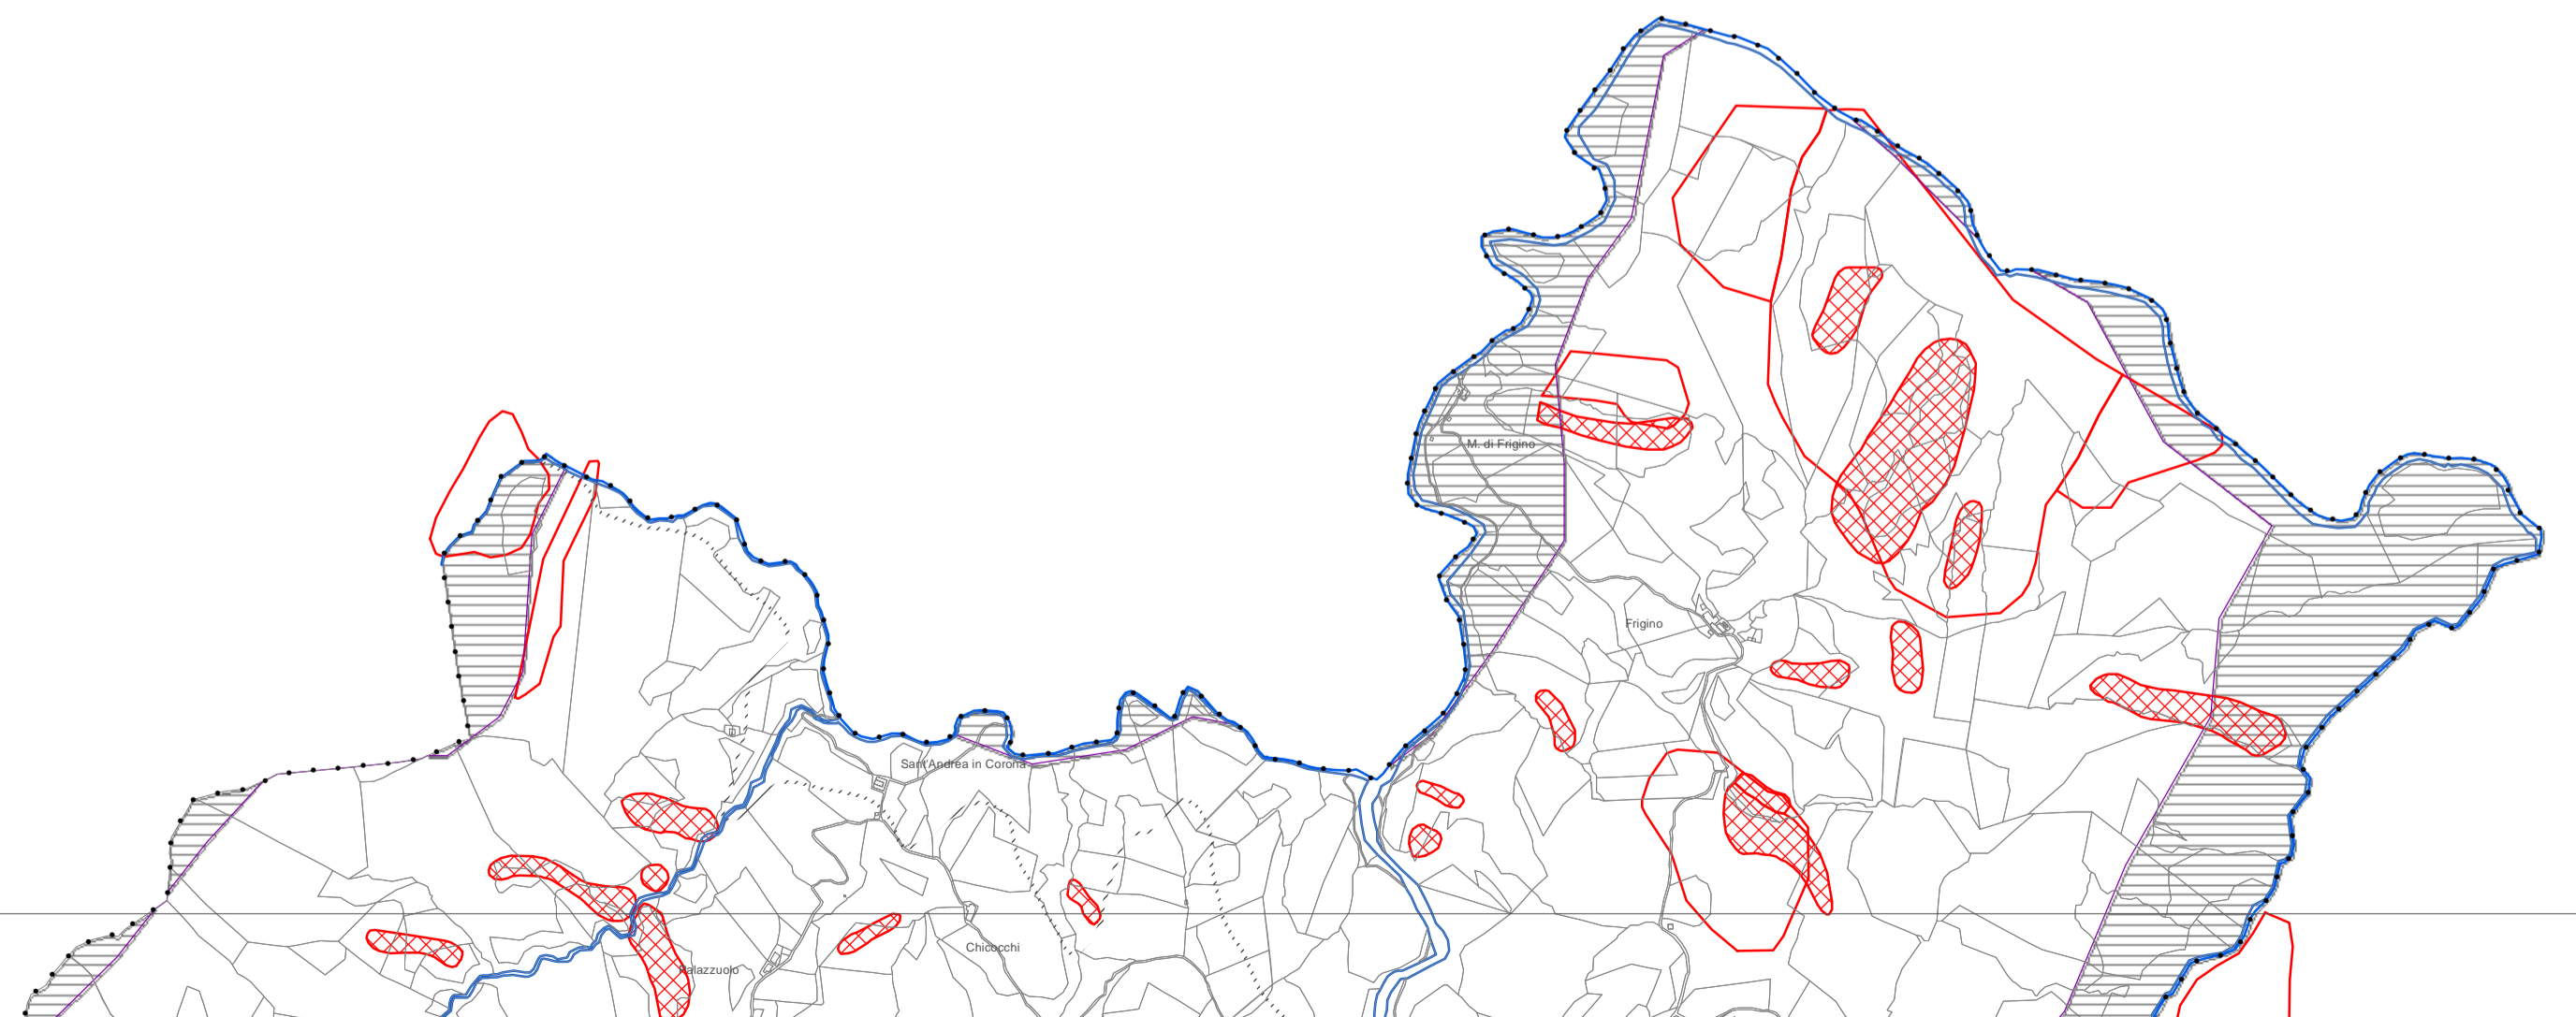 M. di Frigino
Frigino
Sant'Andrea in Corona
Chicocchi
Palazzuolo